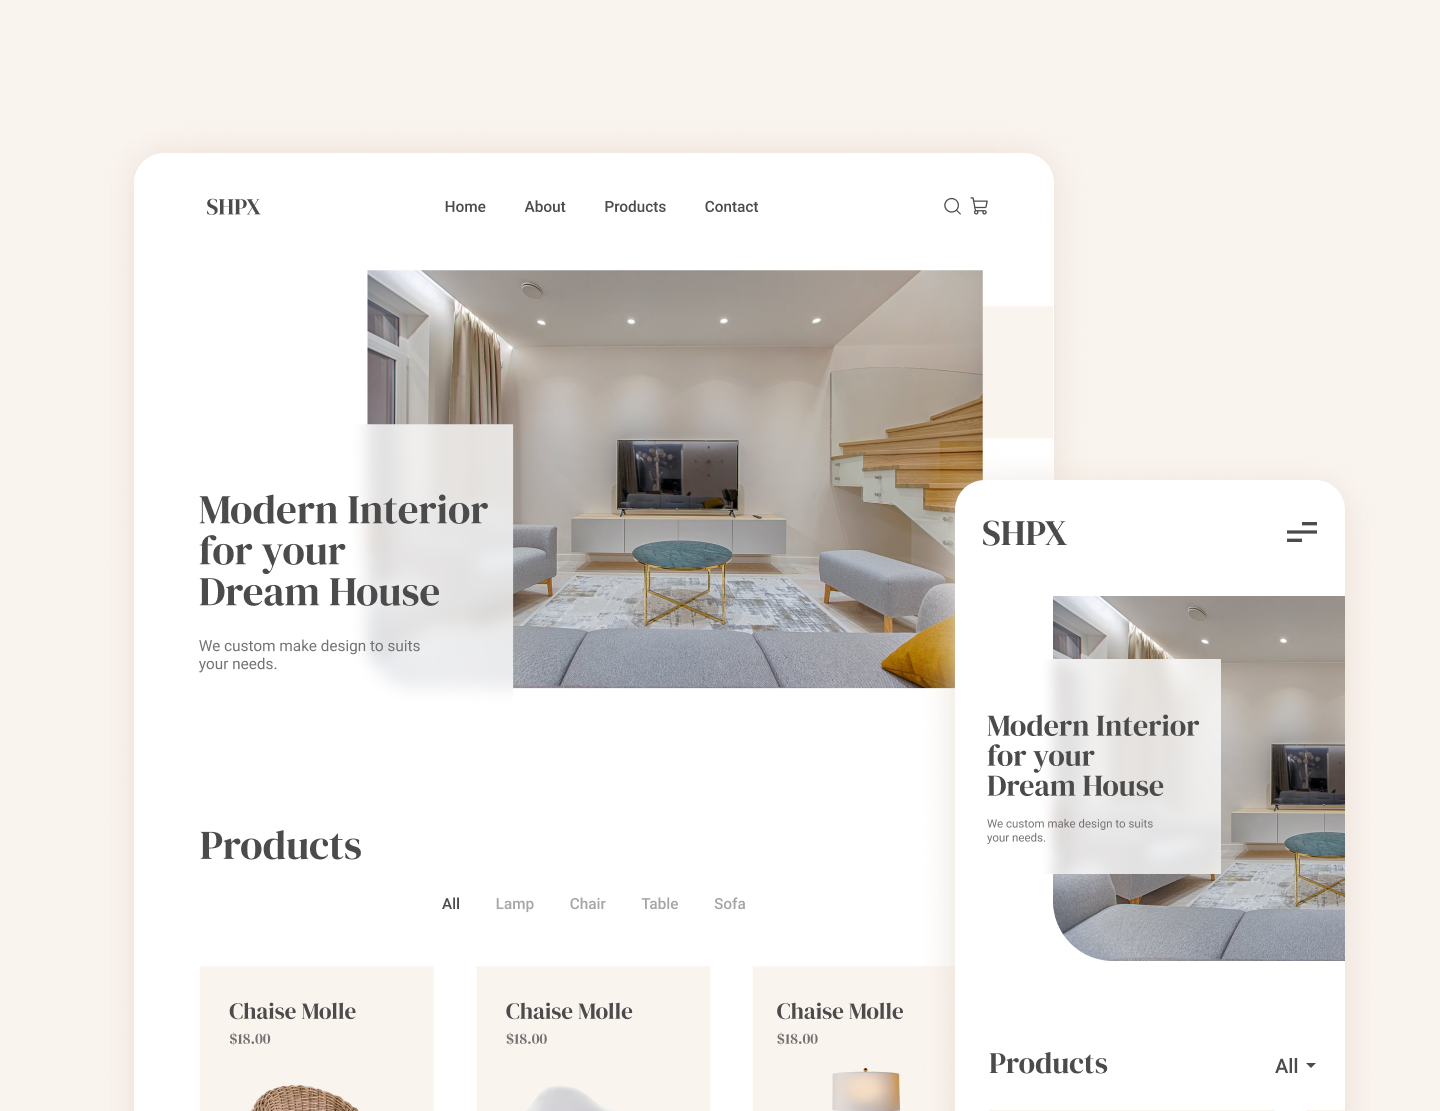 SHPX
Home
About
Products
Contact
Modern Interior
for your
Dream House
We custom make design to suits
your needs.
Products
All
Lamp
Chair
Table
Sofa
Chaise Molle
$18.00
Chaise Molle
$18.00
Chaise Molle
$18.00
SHPX
Modern Interior
for your
Dream House
We custom make design to suits
your needs.
Products
All